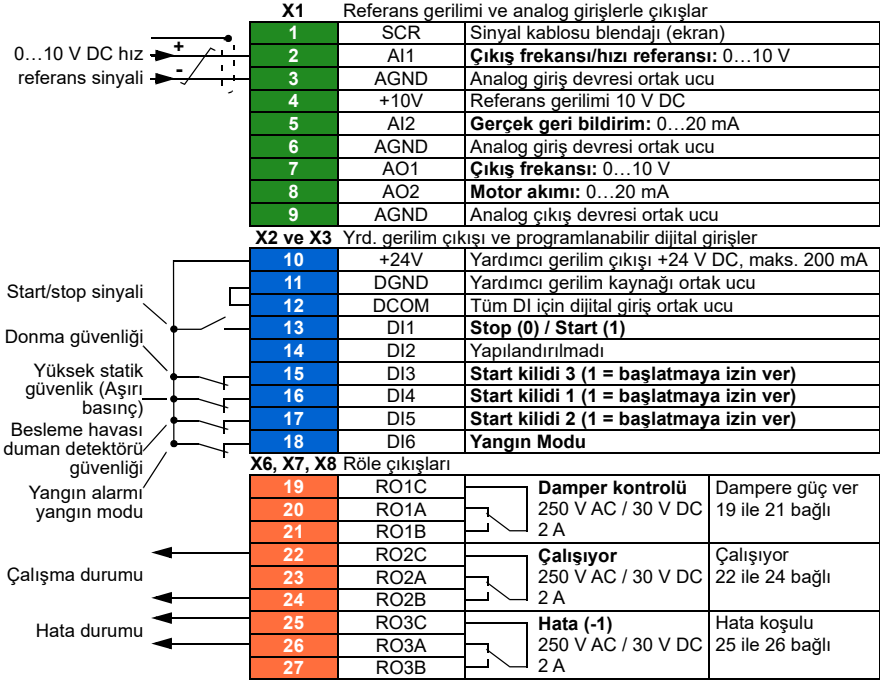 X1 Referans gerilimi ve analog girişlerle çıkışlar
1 SCR Sinyal kablosu blendajı (ekran)
0…10 V DC hız
referans sinyali
+
-
2 AI1 Çıkış frekansı/hızı referansı: 0…10 V
3 AGND Analog giriş devresi ortak ucu
4 +10V Referans gerilimi 10 V DC
5 AI2 Gerçek geri bildirim: 0…20 mA
6 AGND Analog giriş devresi ortak ucu
7 AO1 Çıkış frekansı: 0…10 V
8 AO2 Motor akımı: 0…20 mA
9 AGND Analog çıkış devresi ortak ucu
X2 ve X3 Yrd. gerilim çıkışı ve programlanabilir dijital girişler
10 +24V Yardımcı gerilim çıkışı +24 V DC, maks. 200 mA
11 DGND Yardımcı gerilim kaynağı ortak ucu
12 DCOM Tüm DI için dijital giriş ortak ucu
13 DI1 Stop (0) / Start (1)
14 DI2 Yapılandırılmadı
15 DI3 Start kilidi 3 (1 = başlatmaya izin ver)
16 DI4 Start kilidi 1 (1 = başlatmaya izin ver)
17 DI5 Start kilidi 2 (1 = başlatmaya izin ver)
18 DI6 Yangın Modu
Start/stop sinyali
Donma güvenliği
Yüksek statik
güvenlik (Aşırı
basınç)
Besleme havası
duman detektörü
güvenliği
Yangın alarmı
yangın modu
X6, X7, X8 Röle çıkışları
19 RO1C Damper kontrolü Dampere güç ver
20 RO1A 250 V AC / 30 V DC 19 ile 21 bağlı
21 RO1B 2 A
Çalışma durumu
22 RO2C Çalışıyor Çalışıyor
23 RO2A 250 V AC / 30 V DC 22 ile 24 bağlı
24 RO2B 2 A
Hata durumu
25 RO3C Hata (-1) Hata koşulu
26 RO3A 250 V AC / 30 V DC 25 ile 26 bağlı
27 RO3B 2 A